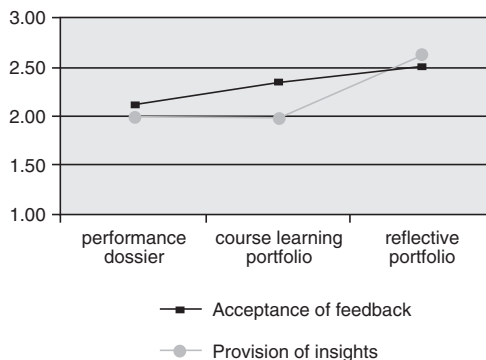 3.00
2.50
2.00
1.50
1.00
performance
dossier
course learning
portfolio
reflective
portfolio
Acceptance of feedback
Provision of insights